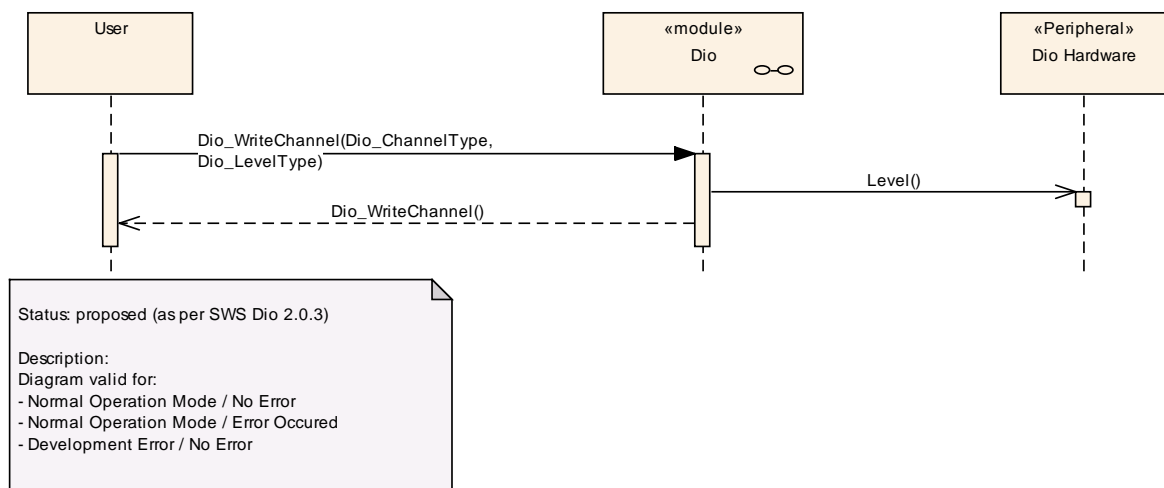 User
«module»
Dio
«Peripheral»
Dio Hardware
Dio_WriteChannel(Dio_ChannelType,
Dio_LevelType)
Level()
Dio_WriteChannel()
Status: proposed (as per SWS Dio 2.0.3)
Description:
Diagram valid for:
- Normal Operation Mode / No Error
- Normal Operation Mode / Error Occured
- Development Error / No Error